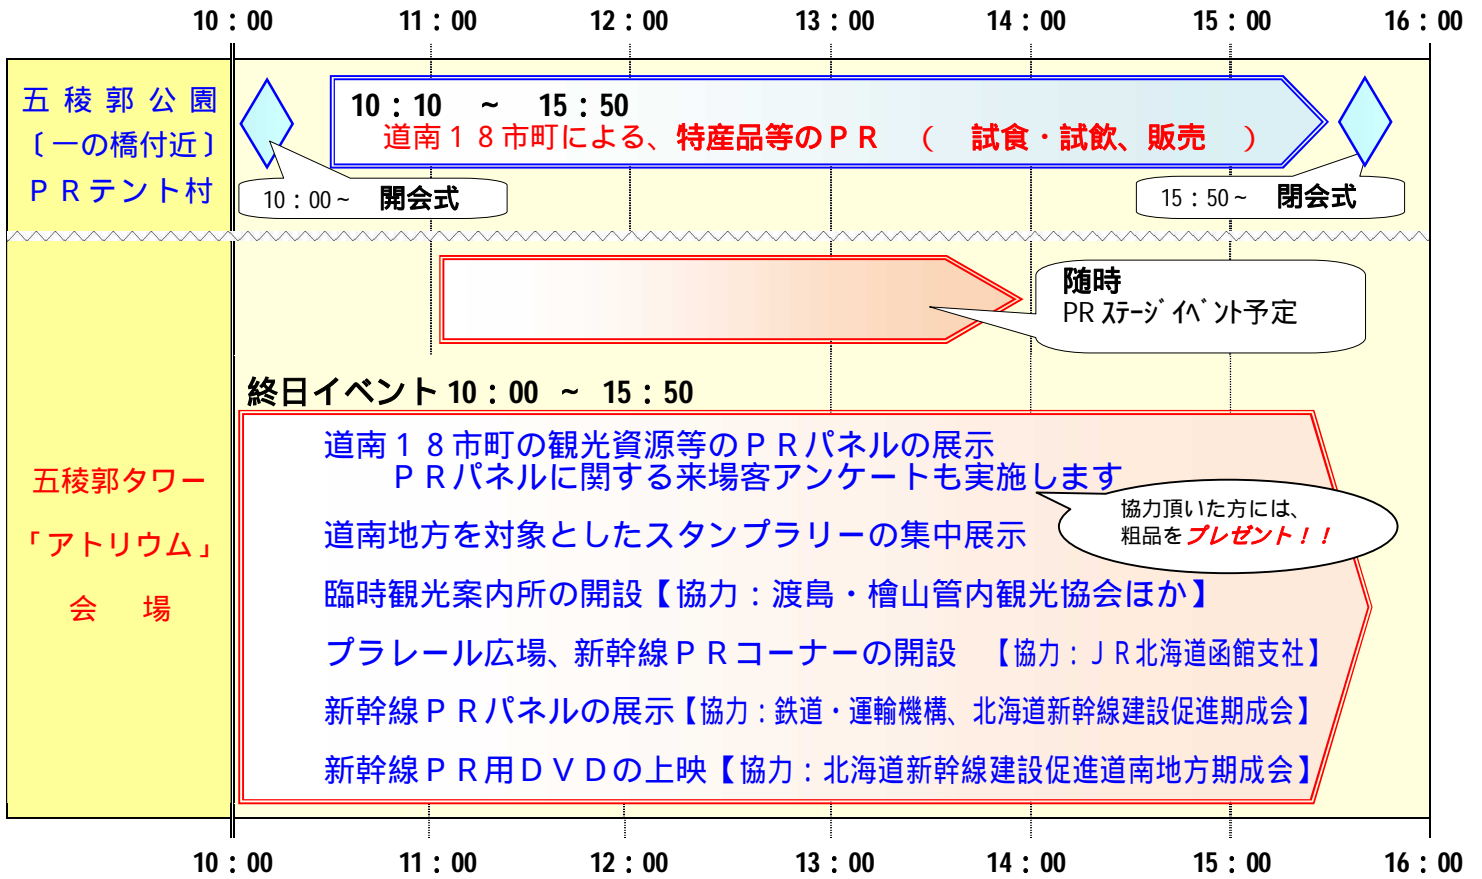 10：00 11：00 12：00 13：00 14：00 15：00 16：00
五稜郭公園
〔一の橋付近〕
ＰＲテント村
10：10 ～ 15：50
道南１８市町による、特産品等のＰＲ （ 試食・試飲、販売 ）
10：00～ 開会式
15：50～ 閉会式
随時
PRｽﾃｰｼﾞｲﾍﾞﾝﾄ予定
五稜郭タワー
「アトリウム」
会 場
終日イベント 10：00 ～ 15：50
道南１８市町の観光資源等のＰＲパネルの展示
ＰＲパネルに関する来場客アンケートも実施します
協力頂いた方には、
粗品をプレゼント！！
道南地方を対象としたスタンプラリーの集中展示
臨時観光案内所の開設【協力：渡島・檜山管内観光協会ほか】
プラレール広場、新幹線ＰＲコーナーの開設 【協力：ＪＲ北海道函館支社】
新幹線ＰＲパネルの展示【協力：鉄道・運輸機構、北海道新幹線建設促進期成会】
新幹線ＰＲ用ＤＶＤの上映【協力：北海道新幹線建設促進道南地方期成会】
10：00 11：00 12：00 13：00 14：00 15：00 16：00